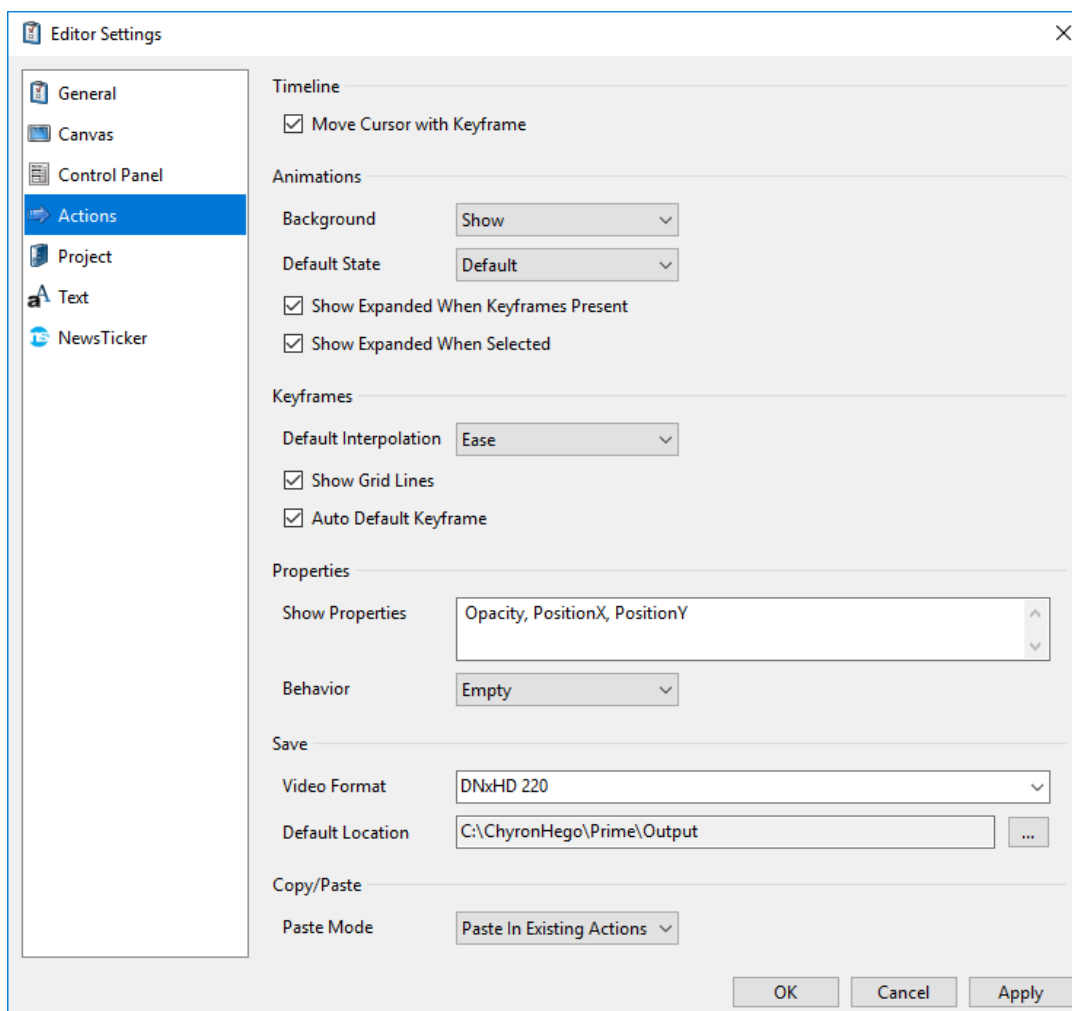 Editor Settings
General
Canvas
Control Panel
Actions
Project
Text
NewsTicker
Timeline
Move Cursor with Keyframe
Animations
Background Show
Default State Default
Show Expanded When Keyframes Present
Show Expanded When Selected
Keyframes
Default Interpolation Ease
Show Grid Lines
Auto Default Keyframe
Properties
Show Properties Opacity, PositionX, PositionY
Behavior Empty
Save
Video Format DNxHD 220
Default Location C:\ChyronHego\Prime\Output ...
Copy/Paste
Paste Mode Paste In Existing Actions
OK Cancel Apply